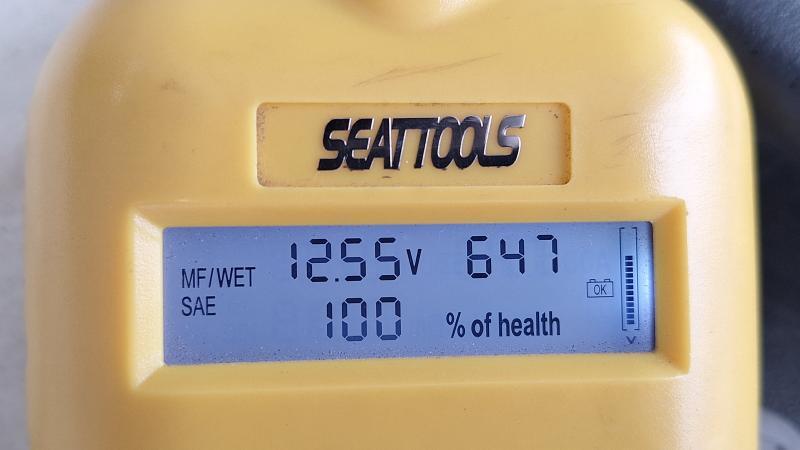 SEATTOOLS
MF/WET 12.55V 647
SAE 100 % of health
OK
V